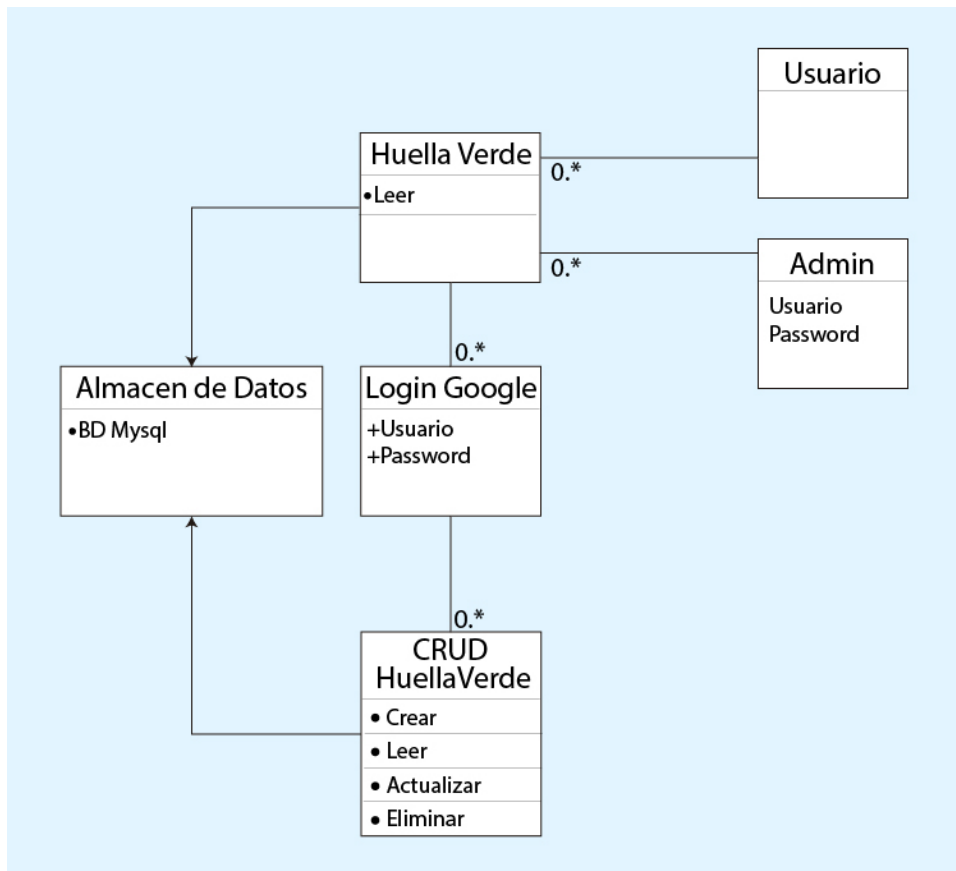 Usuario
Huella Verde
0.*
•Leer
Admin
0.*
Usuario
Password
0.*
Almacen de Datos
•BD Mysql
Login Google
+Usuario
+Password
0.*
CRUD
HuellaVerde
• Crear
• Leer
• Actualizar
• Eliminar